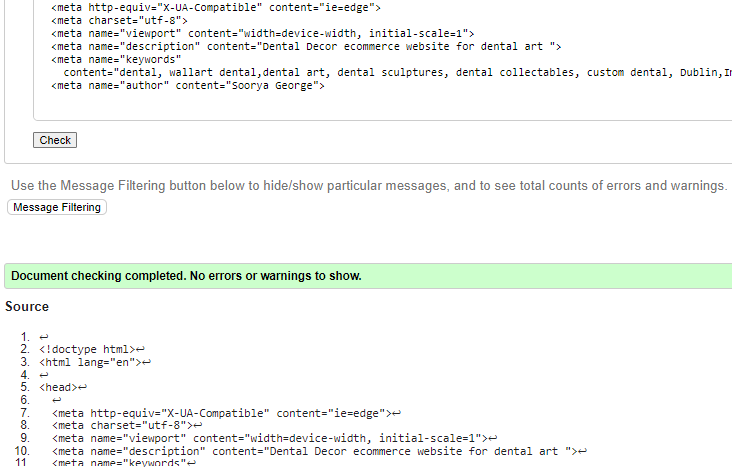 <meta http-equiv="X-UA-Compatible" content="ie=edge">
<meta charset="utf-8">
<meta name="viewport" content="width=device-width, initial-scale=1">
<meta name="description" content="Dental Decor ecommerce website for dental art ">
<meta name="keywords"
content="dental, wallart dental,dental art, dental sculptures, dental collectables, custom dental, Dublin,
<meta name="author" content="Soorya George">
Check
Use the Message Filtering button below to hide/show particular messages, and to see total counts of errors and warnings.
Message Filtering
Document checking completed. No errors or warnings to show.
Source
1. ↩
2. <!doctype html>↩
3. <html lang="en">↩
4. ↩
5. <head>↩
6. ↩
7. <meta http-equiv="X-UA-Compatible" content="ie=edge">↩
8. <meta charset="utf-8">↩
9. <meta name="viewport" content="width=device-width, initial-scale=1">↩
10. <meta name="description" content="Dental Decor ecommerce website for dental art ">↩
11. <meta name="keywords"↩